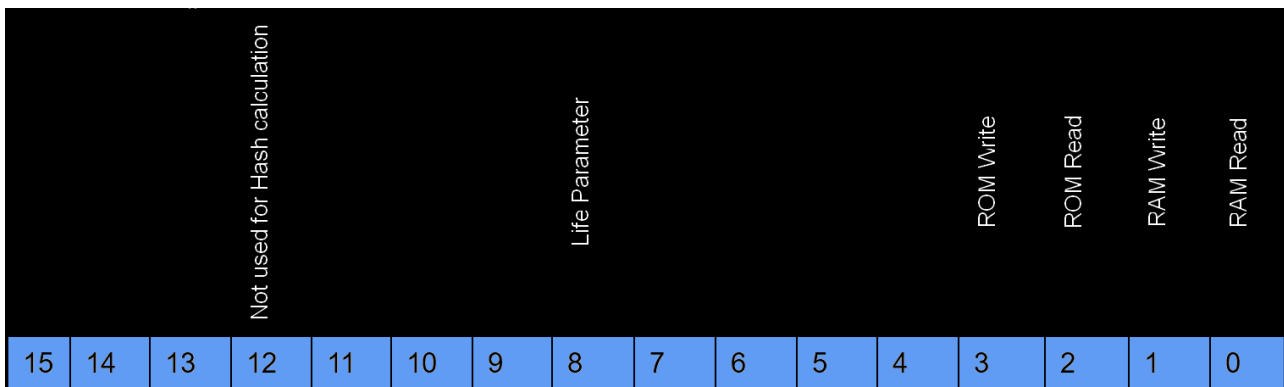 Not used for Hash calculation
Life Parameter
ROM Write
ROM Read
RAM Write
RAM Read
15 14 13 12 11 10 9 8 7 6 5 4 3 2 1 0